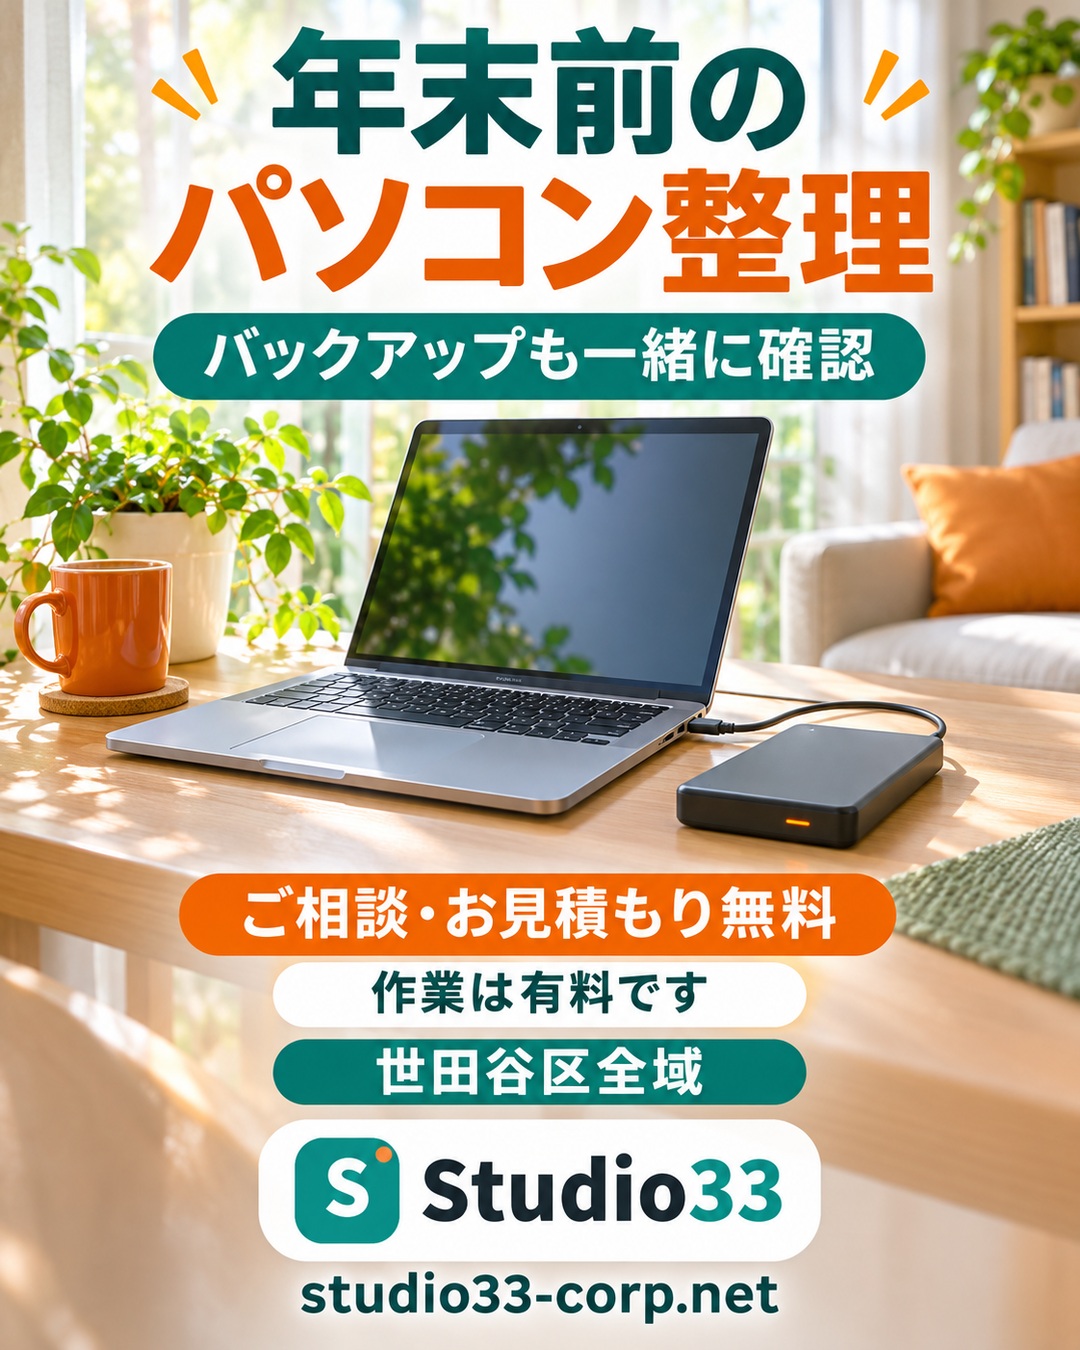 年末前の
パソコン整理
バックアップも一緒に確認
ご相談・お見積もり無料
作業は有料です
世田谷区全域
S Studio33
studio33-corp.net